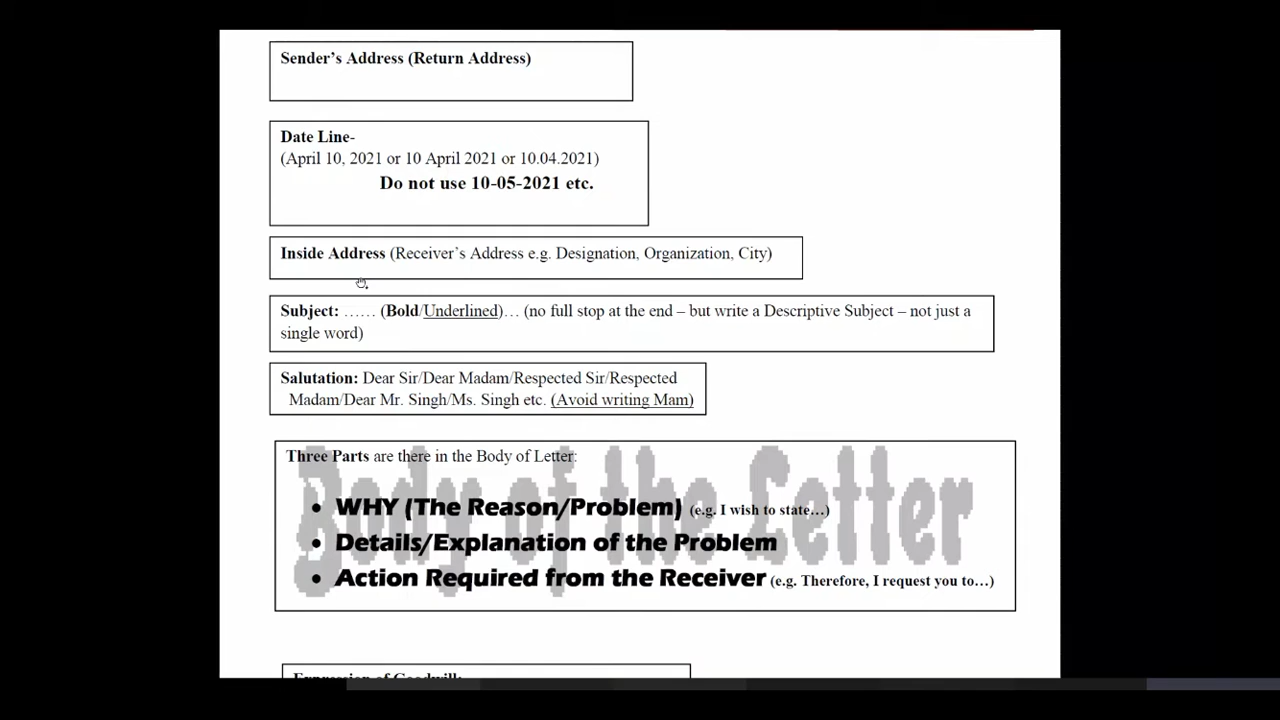 Sender's Address (Return Address)
Date Line-
(April 10, 2021 or 10 April 2021 or 10.04.2021)
Do not use 10-05-2021 etc.
Inside Address (Receiver's Address e.g. Designation, Organization, City)
Subject: …… (Bold/Underlined)… (no full stop at the end – but write a Descriptive Subject – not just a
single word)
Salutation: Dear Sir/Dear Madam/Respected Sir/Respected
Madam/Dear Mr. Singh/Ms. Singh etc. (Avoid writing Mam)
Body of the Letter
Three Parts are there in the Body of Letter:
• WHY (The Reason/Problem) (e.g. I wish to state…)
• Details/Explanation of the Problem
• Action Required from the Receiver (e.g. Therefore, I request you to…)
Expression of Goodwill: